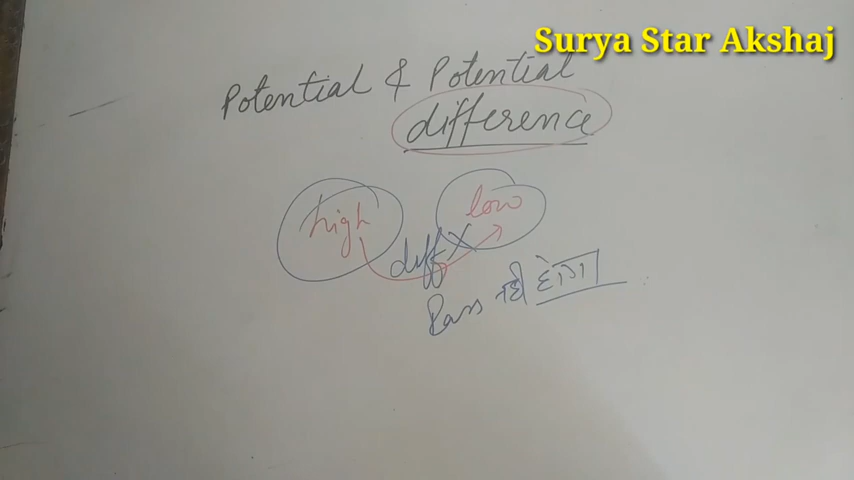 Surya Star Akshaj
Potential & Potential
difference
high
low
diff X
Pass नही होगा